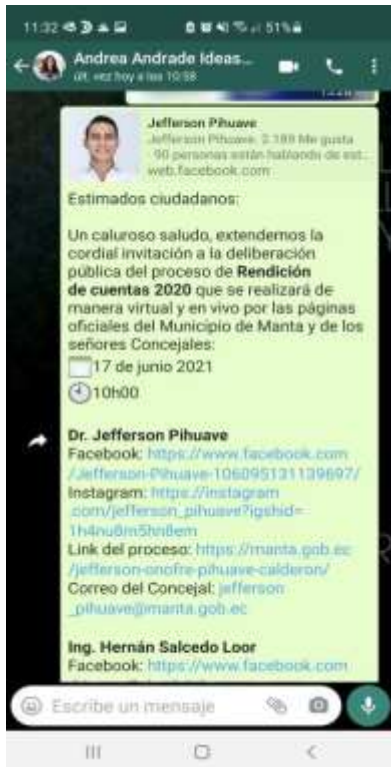 11:32
51%
Andrea Andrade Ideas...
últ. vez hoy a las 10:58
Jefferson Pihuave
Jefferson Pihuave. 2.189 Me gusta
· 90 personas están hablando de est...
web.facebook.com
Estimados ciudadanos:
Un caluroso saludo, extendemos la
cordial invitación a la deliberación
pública del proceso de Rendición
de cuentas 2020 que se realizará de
manera virtual y en vivo por las páginas
oficiales del Municipio de Manta y de los
señores Concejales:
17 de junio 2021
10h00
Dr. Jefferson Pihuave
Facebook: https://www.facebook.com
/Jefferson-Pihuave-106095131139697/
Instagram: https://instagram
.com/jefferson_pihuave?igshid=
1h4nu8m5hn8em
Link del proceso: https://manta.gob.ec
/jefferson-onofre-pihuave-calderon/
Correo del Concejal: jefferson
_pihuave@manta.gob.ec
Ing. Hernán Salcedo Loor
Facebook: https://www.facebook.com
Escribe un mensaje